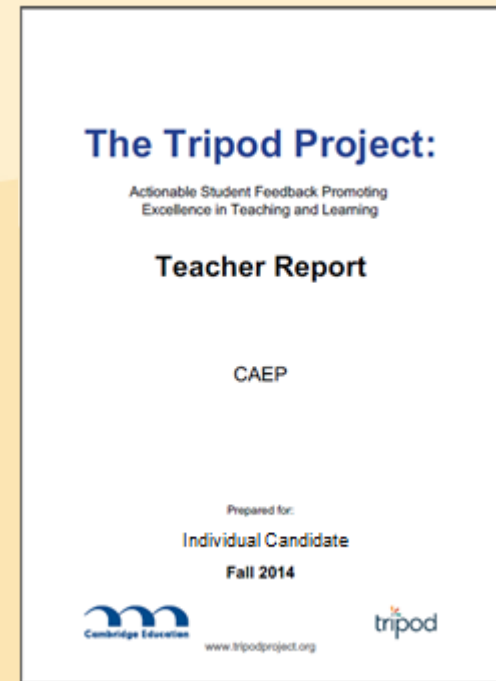 The Tripod Project:
Actionable Student Feedback Promoting
Excellence in Teaching and Learning
Teacher Report
CAEP
Prepared for:
Individual Candidate
Fall 2014
Cambridge Education
www.tripodproject.org
tripod